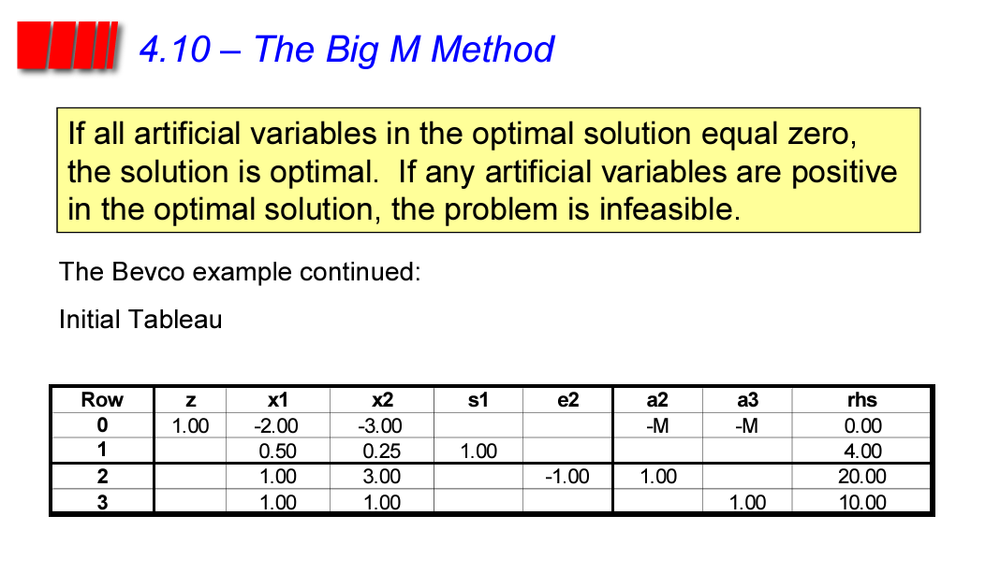 4.10 – The Big M Method
If all artificial variables in the optimal solution equal zero,
the solution is optimal.  If any artificial variables are positive
in the optimal solution, the problem is infeasible.
The Bevco example continued:
Initial Tableau
Row z x1 x2 s1 e2 a2 a3 rhs
0 1.00 -2.00 -3.00 -M -M 0.00
1 0.50 0.25 1.00 4.00
2 1.00 3.00 -1.00 1.00 20.00
3 1.00 1.00 1.00 10.00